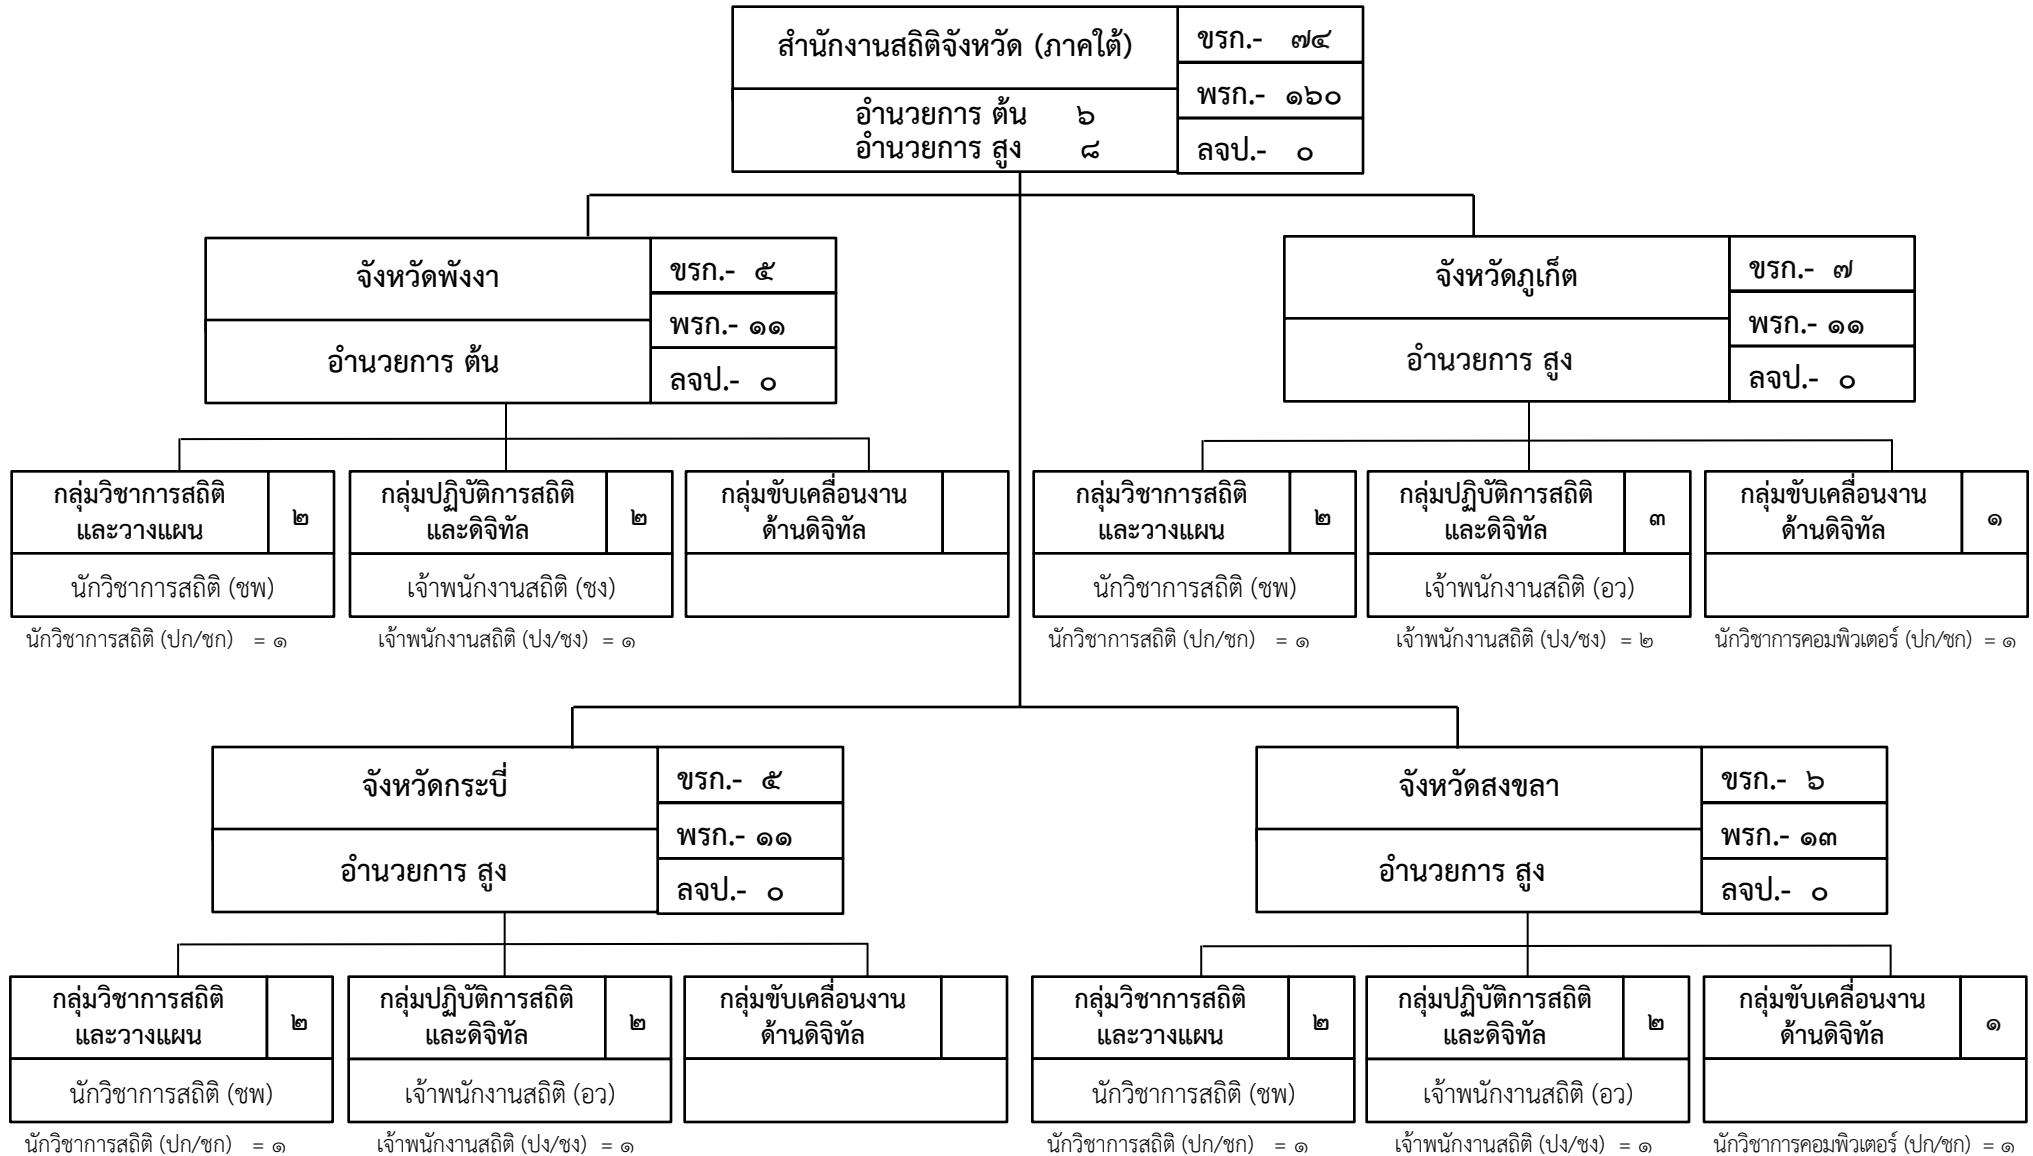 สำนักงานสถิติจังหวัด (ภาคใต้)
ขรก.- ๗๔
พรก.- ๑๖๐
อำนวยการ ต้น ๖
อำนวยการ สูง ๘
ลจป.- ๐
จังหวัดพังงา
ขรก.- ๕
พรก.- ๑๑
อำนวยการ ต้น
ลจป.- ๐
จังหวัดภูเก็ต
ขรก.- ๗
พรก.- ๑๑
อำนวยการ สูง
ลจป.- ๐
กลุ่มวิชาการสถิติ
และวางแผน
๒
นักวิชาการสถิติ (ชพ)
นักวิชาการสถิติ (ปก/ชก) = ๑
กลุ่มปฏิบัติการสถิติ
และดิจิทัล
๒
เจ้าพนักงานสถิติ (ชง)
เจ้าพนักงานสถิติ (ปง/ชง) = ๑
กลุ่มขับเคลื่อนงาน
ด้านดิจิทัล
กลุ่มวิชาการสถิติ
และวางแผน
๒
นักวิชาการสถิติ (ชพ)
นักวิชาการสถิติ (ปก/ชก) = ๑
กลุ่มปฏิบัติการสถิติ
และดิจิทัล
๓
เจ้าพนักงานสถิติ (อว)
เจ้าพนักงานสถิติ (ปง/ชง) = ๒
กลุ่มขับเคลื่อนงาน
ด้านดิจิทัล
๑
นักวิชาการคอมพิวเตอร์ (ปก/ชก) = ๑
จังหวัดกระบี่
ขรก.- ๕
พรก.- ๑๑
อำนวยการ สูง
ลจป.- ๐
จังหวัดสงขลา
ขรก.- ๖
พรก.- ๑๓
อำนวยการ สูง
ลจป.- ๐
กลุ่มวิชาการสถิติ
และวางแผน
๒
นักวิชาการสถิติ (ชพ)
นักวิชาการสถิติ (ปก/ชก) = ๑
กลุ่มปฏิบัติการสถิติ
และดิจิทัล
๒
เจ้าพนักงานสถิติ (อว)
เจ้าพนักงานสถิติ (ปง/ชง) = ๑
กลุ่มขับเคลื่อนงาน
ด้านดิจิทัล
กลุ่มวิชาการสถิติ
และวางแผน
๒
นักวิชาการสถิติ (ชพ)
นักวิชาการสถิติ (ปก/ชก) = ๑
กลุ่มปฏิบัติการสถิติ
และดิจิทัล
๒
เจ้าพนักงานสถิติ (อว)
เจ้าพนักงานสถิติ (ปง/ชง) = ๑
กลุ่มขับเคลื่อนงาน
ด้านดิจิทัล
๑
นักวิชาการคอมพิวเตอร์ (ปก/ชก) = ๑